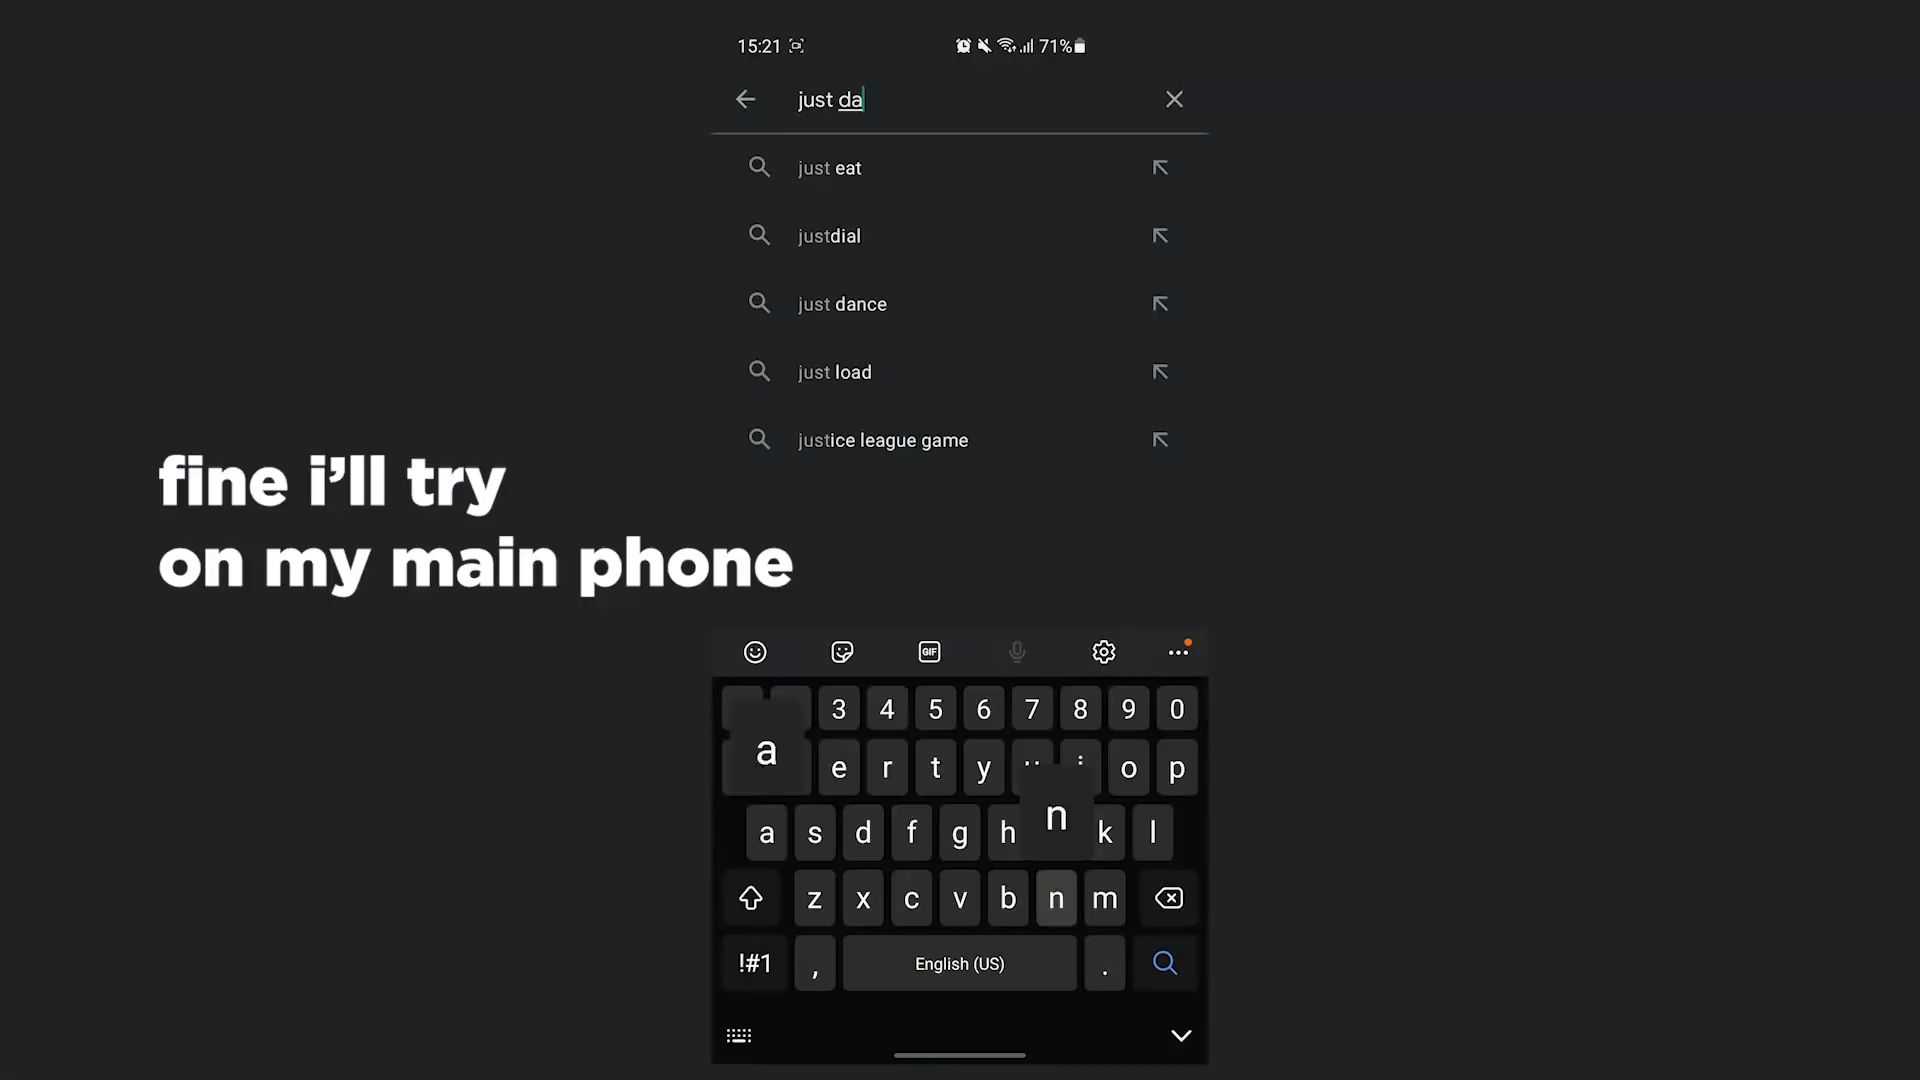 15:21
71%
just da
just eat
justdial
just dance
just load
justice league game
fine i’ll try
on my main phone
GIF
3 4 5 6 7 8 9 0
a
e r t y o p
n
a s d f g h k l
z x c v b n m
!#1 , English (US) .